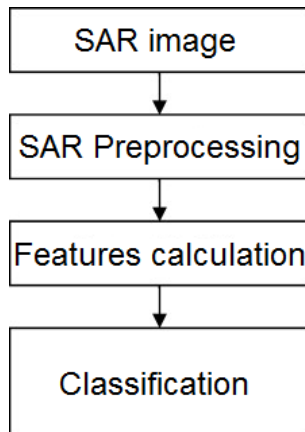 SAR image
SAR Preprocessing
Features calculation
Classification